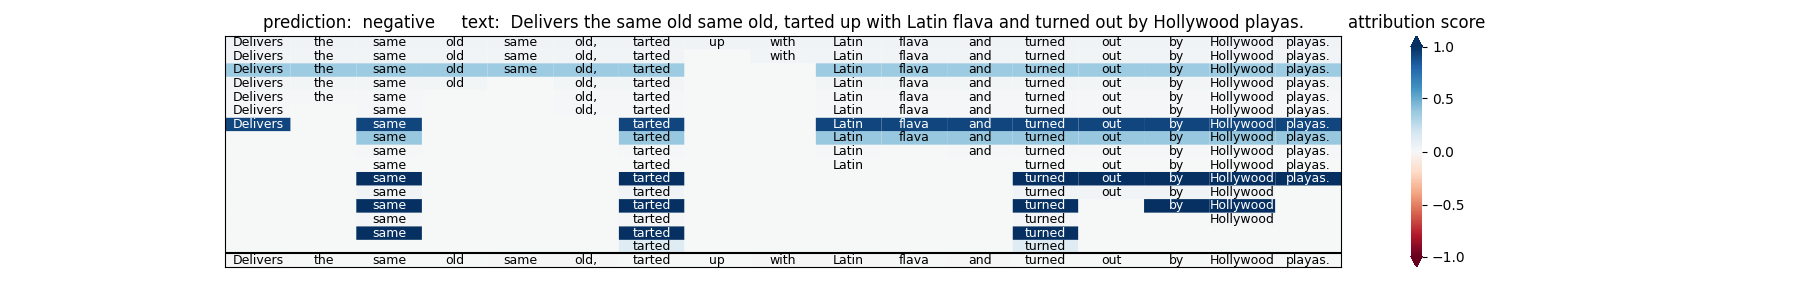 prediction:  negative     text:  Delivers the same old same old, tarted up with Latin flava and turned out by Hollywood playas.     attribution score
Delivers the same old same old, tarted up with Latin flava and turned out by Hollywood playas.
Delivers the same old same old, tarted with Latin flava and turned out by Hollywood playas.
Delivers the same old same old, tarted Latin flava and turned out by Hollywood playas.
Delivers the same old old, tarted Latin flava and turned out by Hollywood playas.
Delivers the same old, tarted Latin flava and turned out by Hollywood playas.
Delivers same old, tarted Latin flava and turned out by Hollywood playas.
Delivers same tarted Latin flava and turned out by Hollywood playas.
same tarted Latin flava and turned out by Hollywood playas.
same tarted Latin and turned out by Hollywood playas.
same tarted Latin turned out by Hollywood playas.
same tarted turned out by Hollywood playas.
same tarted turned out by Hollywood
same tarted turned by Hollywood
same tarted turned Hollywood
same tarted turned
tarted turned
Delivers the same old same old, tarted up with Latin flava and turned out by Hollywood playas.
1.0
0.5
0.0
−0.5
−1.0